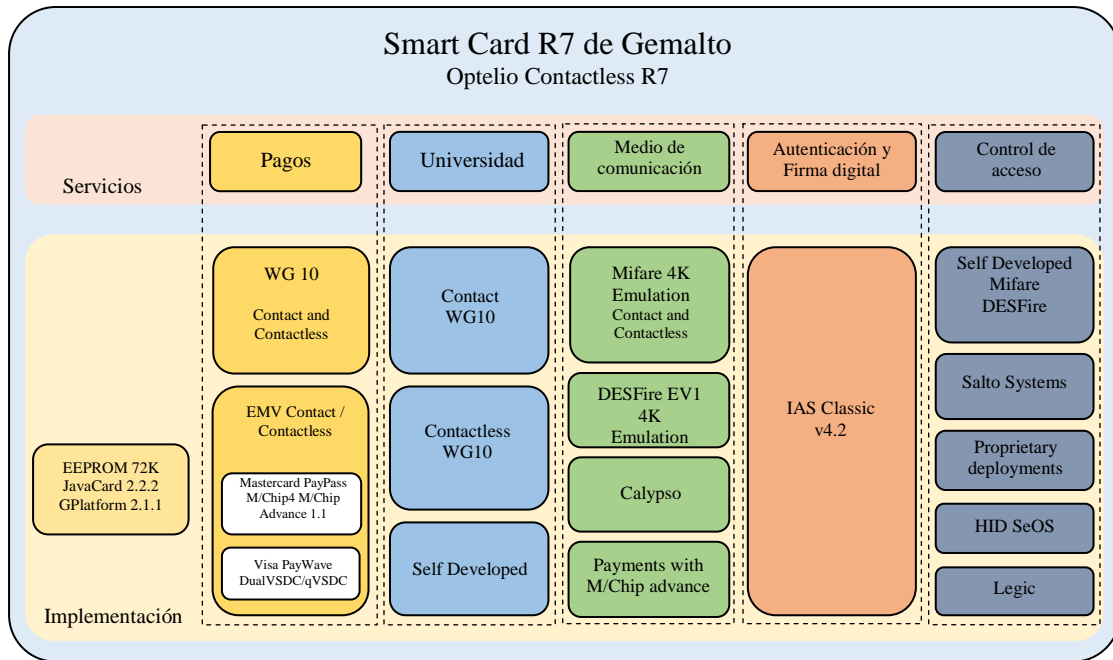 Smart Card R7 de Gemalto
Optelio Contactless R7
Servicios
Pagos
Universidad
Medio de
comunicación
Autenticación y
Firma digital
Control de
acceso
Implementación
EEPROM 72K
JavaCard 2.2.2
GPlatform 2.1.1
WG 10
Contact and
Contactless
EMV Contact /
Contactless
Mastercard PayPass
M/Chip4 M/Chip
Advance 1.1
Visa PayWave
DualVSDC/qVSDC
Contact
WG10
Contactless
WG10
Self Developed
Mifare 4K
Emulation
Contact and
Contactless
DESFire EV1
4K
Emulation
Calypso
Payments with
M/Chip advance
IAS Classic
v4.2
Self Developed
Mifare
DESFire
Salto Systems
Proprietary
deployments
HID SeOS
Legic